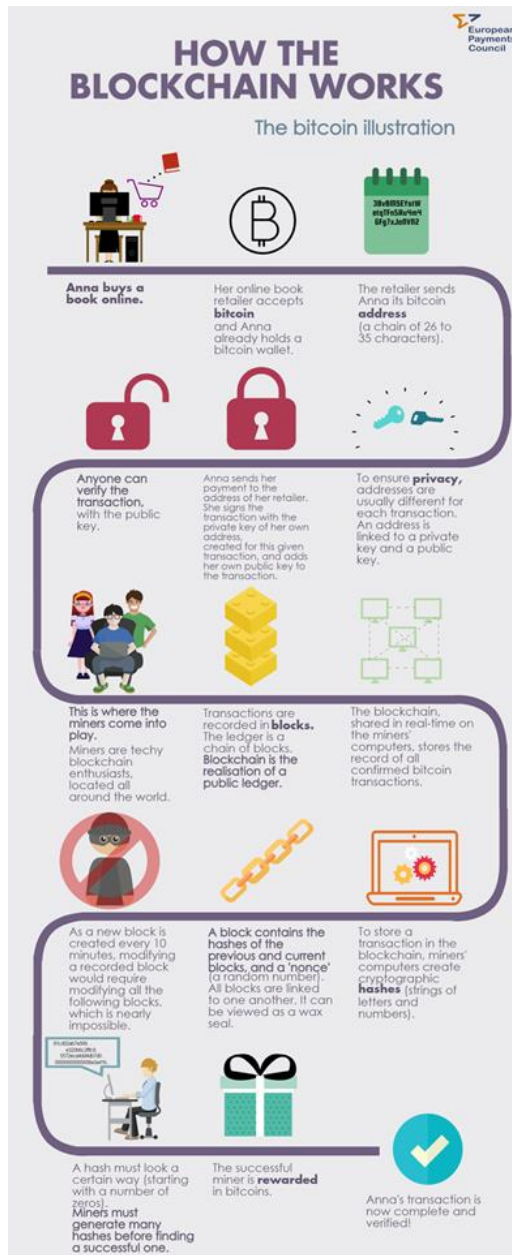 European
Payments
Council
HOW THE
BLOCKCHAIN WORKS
The bitcoin illustration
Anna buys a
book online.
Her online book
retailer accepts
bitcoin
and Anna
already holds a
bitcoin wallet.
The retailer sends
Anna its bitcoin
address
(a chain of 26 to
35 characters).
To ensure privacy,
addresses are
usually different for
each transaction.
An address is
linked to a private
key and a public
key.
Anna sends her
payment to the
address of her retailer.
She signs the
transaction with the
private key of her own
address,
created for this given
transaction, and adds
her own public key to
the transaction.
Anyone can
verify the
transaction,
with the public
key.
This is where the
miners come into
play.
Miners are techy
blockchain
enthusiasts,
located all
around the world.
Transactions are
recorded in blocks.
The ledger is a
chain of blocks.
Blockchain is the
realisation of a
public ledger.
The blockchain,
shared in real-time on
the miners'
computers, stores the
record of all
confirmed bitcoin
transactions.
To store a
transaction in the
blockchain, miners'
computers create
cryptographic
hashes (strings of
letters and
numbers).
A block contains the
hashes of the
previous and current
blocks, and a 'nonce'
(a random number).
All blocks are linked
to one another. It can
be viewed as a wax
seal.
As a new block is
created every 10
minutes, modifying
a recorded block
would require
modifying all the
following blocks,
which is nearly
impossible.
A hash must look a
certain way (starting
with a number of
zeros).
Miners must
generate many
hashes before finding
a successful one.
The successful
miner is rewarded
in bitcoins.
Anna's transaction is
now complete and
verified!